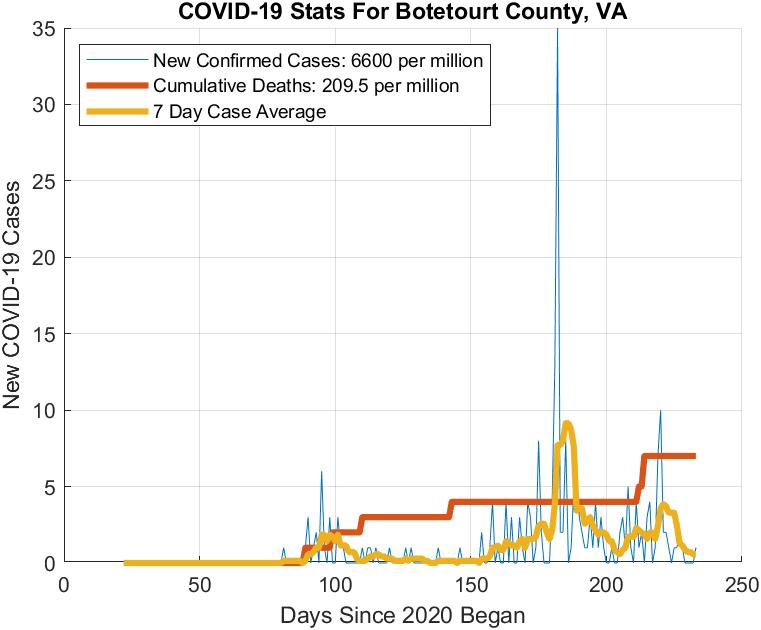 COVID-19 Stats For Botetourt County, VA
New Confirmed Cases: 6600 per million
Cumulative Deaths: 209.5 per million
7 Day Case Average
New COVID-19 Cases
35
30
25
20
15
10
5
0
0 50 100 150 200 250
Days Since 2020 Began